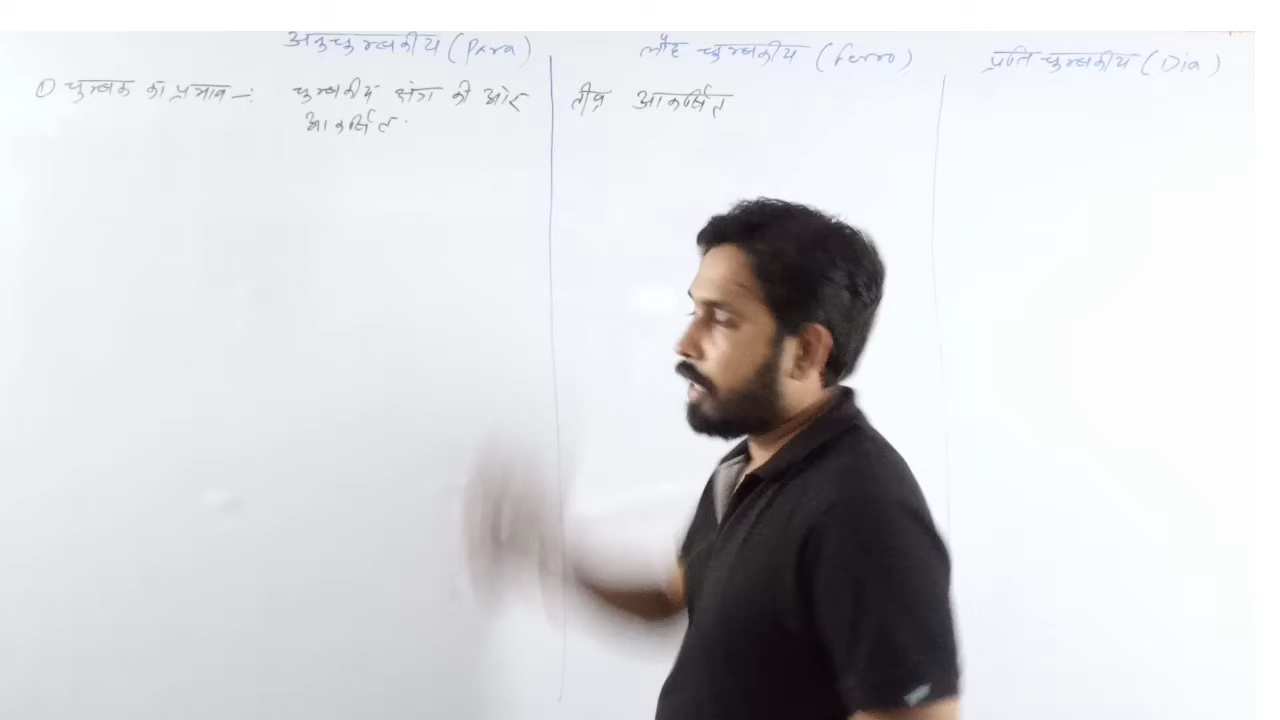 अनुचुम्बकीय (Para)
लौह चुम्बकीय (ferro)
प्रति चुम्बकीय (Dia)
① चुम्बक का प्रभाव -: चुम्बकीय क्षेत्र की ओर
आकर्षित
तीव्र आकर्षित